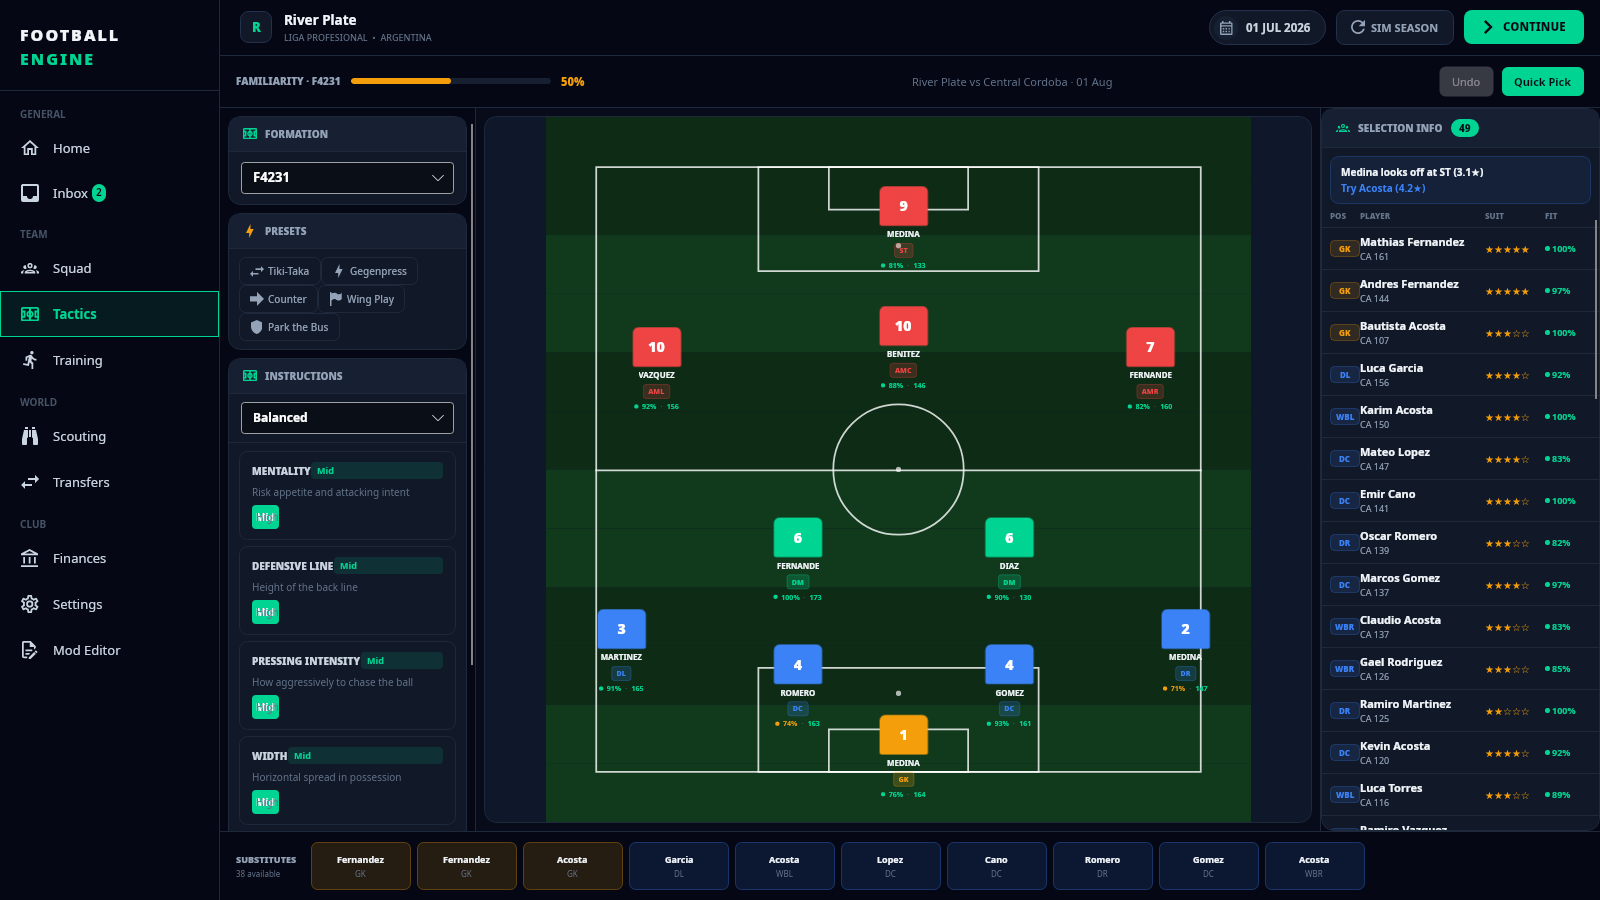 FOOTBALL
ENGINE
GENERAL
Home
Inbox 2
TEAM
Squad
Tactics
Training
WORLD
Scouting
Transfers
CLUB
Finances
Settings
Mod Editor
R
River Plate
LIGA PROFESIONAL • ARGENTINA
01 JUL 2026
SIM SEASON
CONTINUE
FAMILIARITY · F4231
50%
River Plate vs Central Cordoba · 01 Aug
Undo
Quick Pick
FORMATION
F4231
PRESETS
Tiki-Taka
Gegenpress
Counter
Wing Play
Park the Bus
INSTRUCTIONS
Balanced
MENTALITY Mid
Risk appetite and attacking intent
DEFENSIVE LINE Mid
Height of the back line
PRESSING INTENSITY Mid
How aggressively to chase the ball
WIDTH Mid
Horizontal spread in possession
9
MEDINA
ST
81% · 133
10
BENITEZ
AMC
88% · 146
10
VAZQUEZ
AML
92% · 156
7
FERNANDE
AMR
82% · 160
6
FERNANDE
DM
100% · 173
6
DIAZ
DM
90% · 130
3
MARTINEZ
DL
91% · 165
4
ROMERO
DC
74% · 163
4
GOMEZ
DC
93% · 161
2
MEDINA
DR
71% ·
1
MEDINA
GK
76% · 164
SELECTION INFO 49
Medina looks off at ST (3.1★)
Try Acosta (4.2★)
POS PLAYER SUIT FIT
GK Mathias Fernandez ★★★★★ 100%
CA 161
GK Andres Fernandez ★★★★★ 97%
CA 144
GK Bautista Acosta ★★★☆☆ 100%
CA 107
DL Luca Garcia ★★★★☆ 92%
CA 156
WBL Karim Acosta ★★★★☆ 100%
CA 150
DC Mateo Lopez ★★★★☆ 83%
CA 147
DC Emir Cano ★★★★☆ 100%
CA 141
DR Oscar Romero ★★★☆☆ 82%
CA 139
DC Marcos Gomez ★★★★☆ 97%
CA 137
WBR Claudio Acosta ★★★☆☆ 83%
CA 137
WBR Gael Rodriguez ★★★☆☆ 85%
CA 126
DR Ramiro Martinez ★★☆☆☆ 100%
CA 125
DC Kevin Acosta ★★★★☆ 92%
CA 120
WBL Luca Torres ★★★☆☆ 89%
CA 116
Ramiro Vazquez
SUBSTITUTES
38 available
Fernandez
GK
Fernandez
GK
Acosta
GK
Garcia
DL
Acosta
WBL
Lopez
DC
Cano
DC
Romero
DR
Gomez
DC
Acosta
WBR